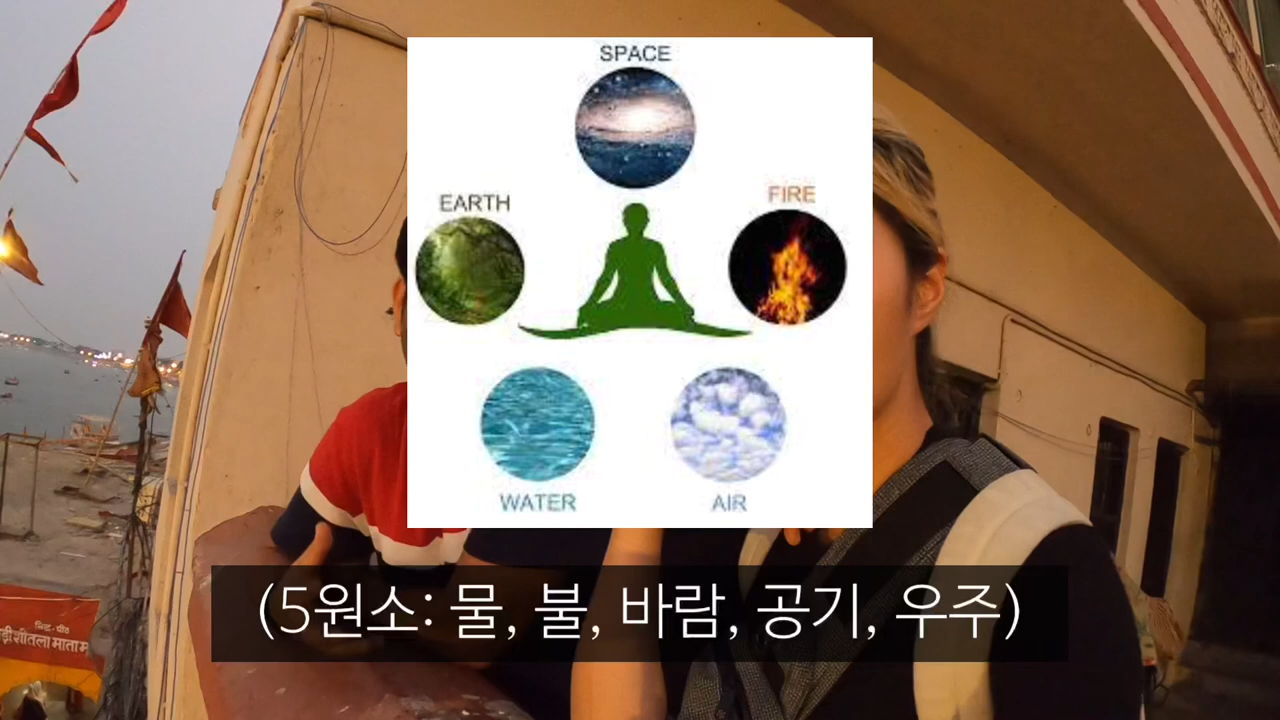 SPACE
EARTH
FIRE
WATER
AIR
(5원소: 물, 불, 바람, 공기, 우주)
सिद्ध-पीठ